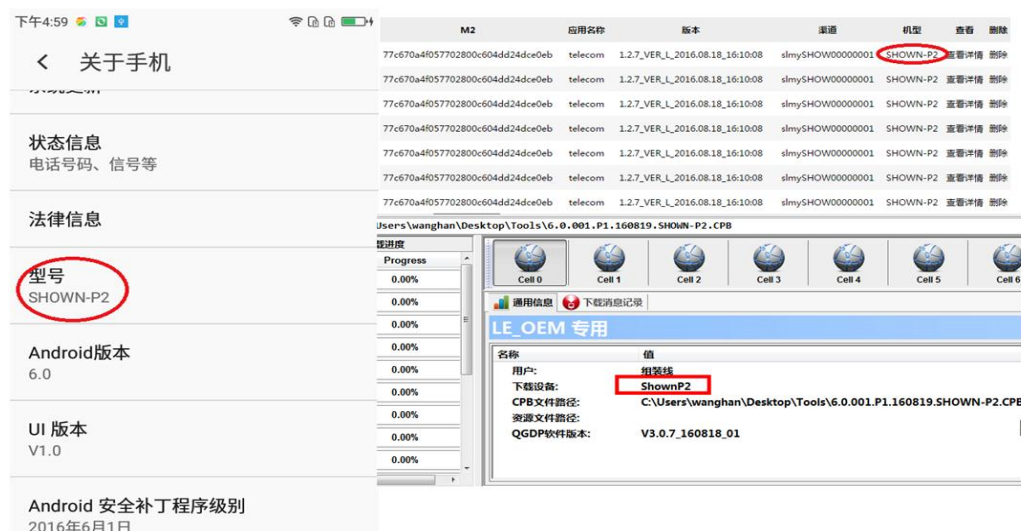 下午4:59
关于手机
状态信息
电话号码、信号等
法律信息
型号
SHOWN-P2
Android版本
6.0
UI 版本
V1.0
Android 安全补丁程序级别
2016年6月1日
M2 应用名称 版本 渠道 机型 查看 删除
77c670a4f057702800c604dd24dce0eb telecom 1.2.7_VER_L_2016.08.18_16:10:08 slmySHOW00000001 SHOWN-P2 查看详情 删除
77c670a4f057702800c604dd24dce0eb telecom 1.2.7_VER_L_2016.08.18_16:10:08 slmySHOW00000001 SHOWN-P2 查看详情 删除
77c670a4f057702800c604dd24dce0eb telecom 1.2.7_VER_L_2016.08.18_16:10:08 slmySHOW00000001 SHOWN-P2 查看详情 删除
77c670a4f057702800c604dd24dce0eb telecom 1.2.7_VER_L_2016.08.18_16:10:08 slmySHOW00000001 SHOWN-P2 查看详情 删除
77c670a4f057702800c604dd24dce0eb telecom 1.2.7_VER_L_2016.08.18_16:10:08 slmySHOW00000001 SHOWN-P2 查看详情 删除
77c670a4f057702800c604dd24dce0eb telecom 1.2.7_VER_L_2016.08.18_16:10:08 slmySHOW00000001 SHOWN-P2 查看详情 删除
77c670a4f057702800c604dd24dce0eb telecom 1.2.7_VER_L_2016.08.18_16:10:08 slmySHOW00000001 SHOWN-P2 查看详情 删除
Users\wanghan\Desktop\Tools\6.0.001.P1.160819.SHOWN-P2.CPB
载进度
Progress
0.00%
0.00%
0.00%
0.00%
0.00%
0.00%
0.00%
0.00%
0.00%
Cell 0 Cell 1 Cell 2 Cell 3 Cell 4 Cell 5 Cell 6
通用信息 下载消息记录
LE_OEM 专用
名称 值
用户: 组装线
下载设备: ShownP2
CPB文件路径: C:\Users\wanghan\Desktop\Tools\6.0.001.P1.160819.SHOWN-P2.CPB
资源文件路径:
QGDP软件版本: V3.0.7_160818_01